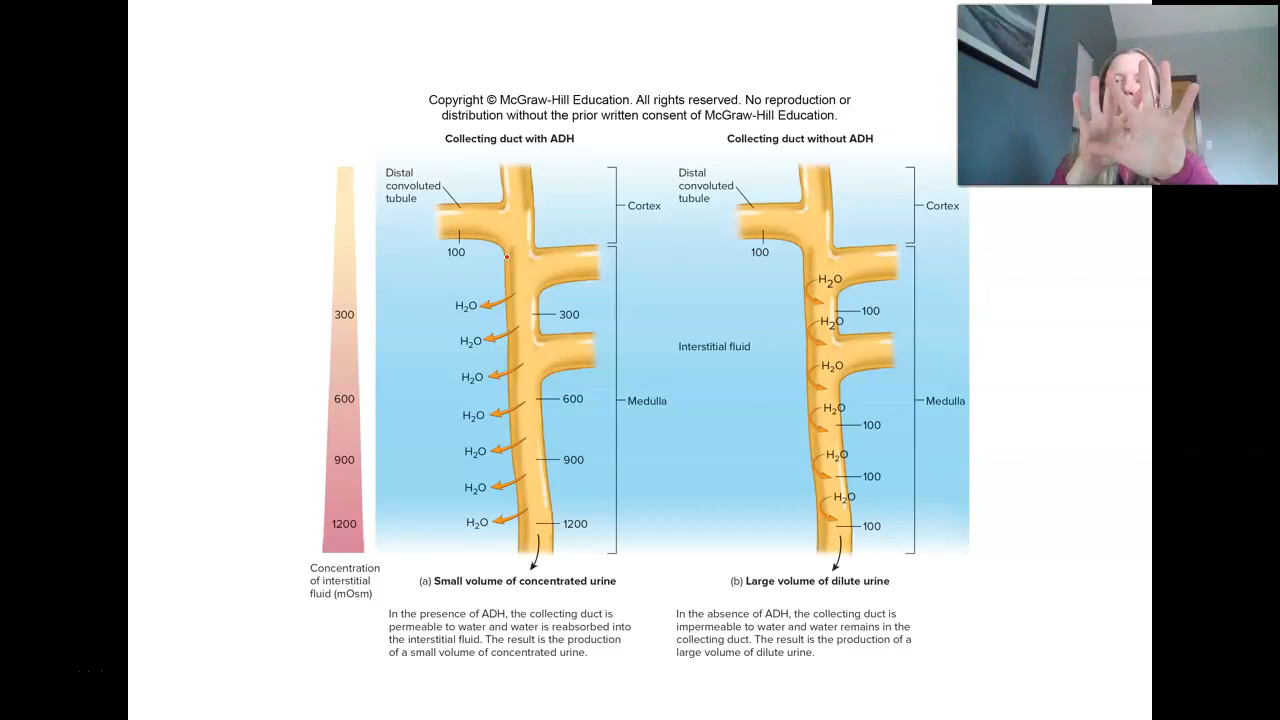 Copyright © McGraw-Hill Education. All rights reserved. No reproduction or
distribution without the prior written consent of McGraw-Hill Education.
Collecting duct with ADH
Collecting duct without ADH
Distal
convoluted
tubule
Cortex
100
H₂O
300
H₂O
H₂O
600
H₂O
Medulla
H₂O
900
H₂O
H₂O
1200
Distal
convoluted
tubule
Cortex
100
H₂O
100
H₂O
Interstitial fluid
H₂O
Medulla
H₂O
100
H₂O
100
H₂O
100
300
600
900
1200
Concentration
of interstitial
fluid (mOsm)
(a) Small volume of concentrated urine
In the presence of ADH, the collecting duct is
permeable to water and water is reabsorbed into
the interstitial fluid. The result is the production
of a small volume of concentrated urine.
(b) Large volume of dilute urine
In the absence of ADH, the collecting duct is
impermeable to water and water remains in the
collecting duct. The result is the production of a
large volume of dilute urine.